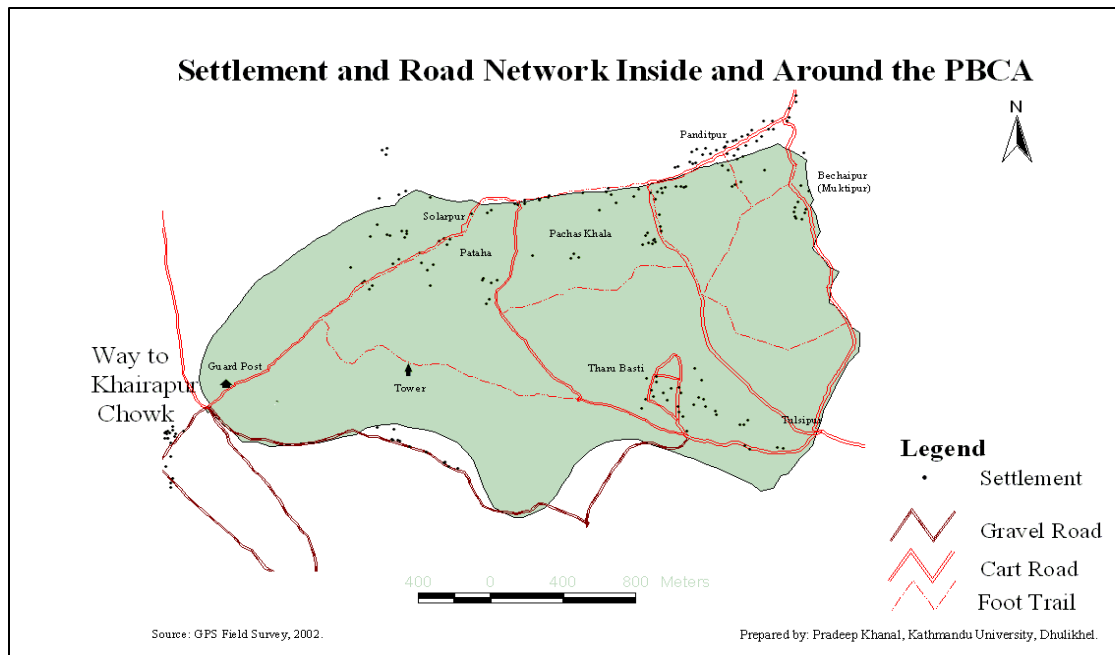 Settlement and Road Network Inside and Around the PBCA
N
Panditpur
Bechaipur
(Muktipur)
Solarpur
Pachas Khala
Pataha
Way to
Khairapur
Chowk
Guard Post
Tower
Tharu Basti
Tulsipur
Legend
Settlement
Gravel Road
Cart Road
Foot Trail
400 0 400 800 Meters
Source: GPS Field Survey, 2002.
Prepared by: Pradeep Khanal, Kathmandu University, Dhulikhel.